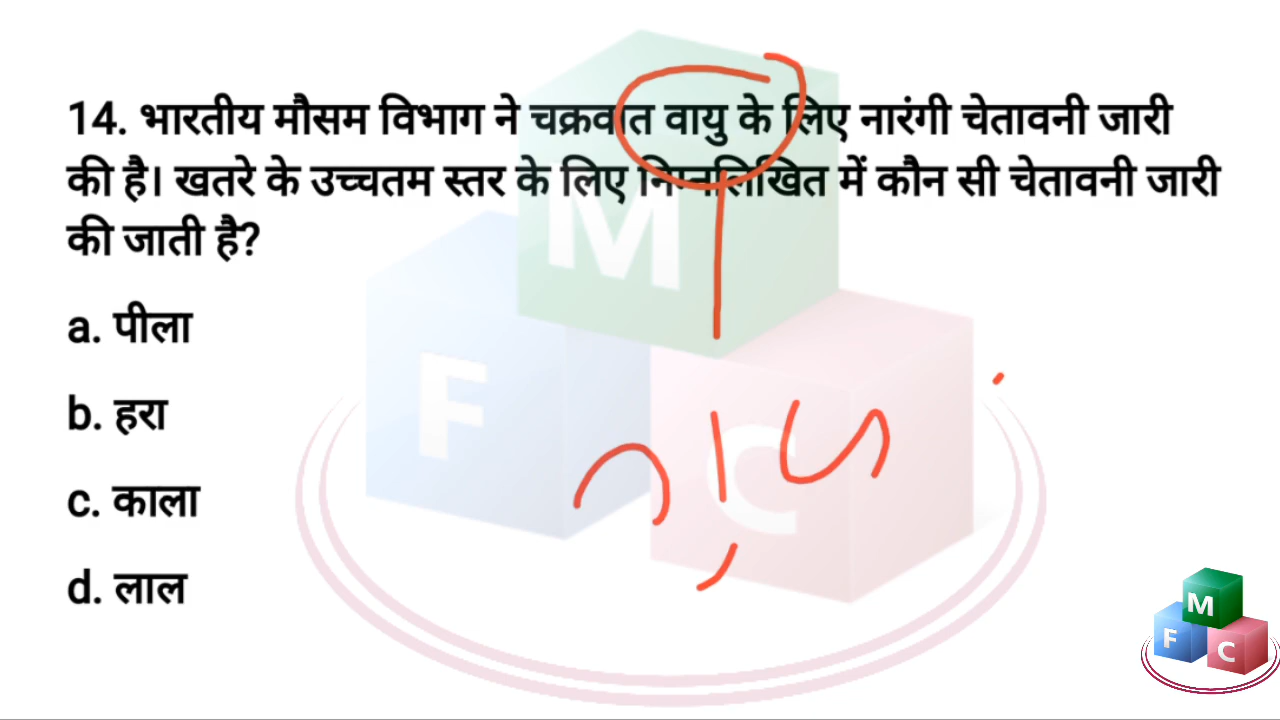 14. भारतीय मौसम विभाग ने चक्रवात वायु के लिए नारंगी चेतावनी जारी
की है। खतरे के उच्चतम स्तर के लिए निम्नलिखित में कौन सी चेतावनी जारी
की जाती है?
a. पीला
b. हरा
c. काला
d. लाल
M
F
C
M
F
C